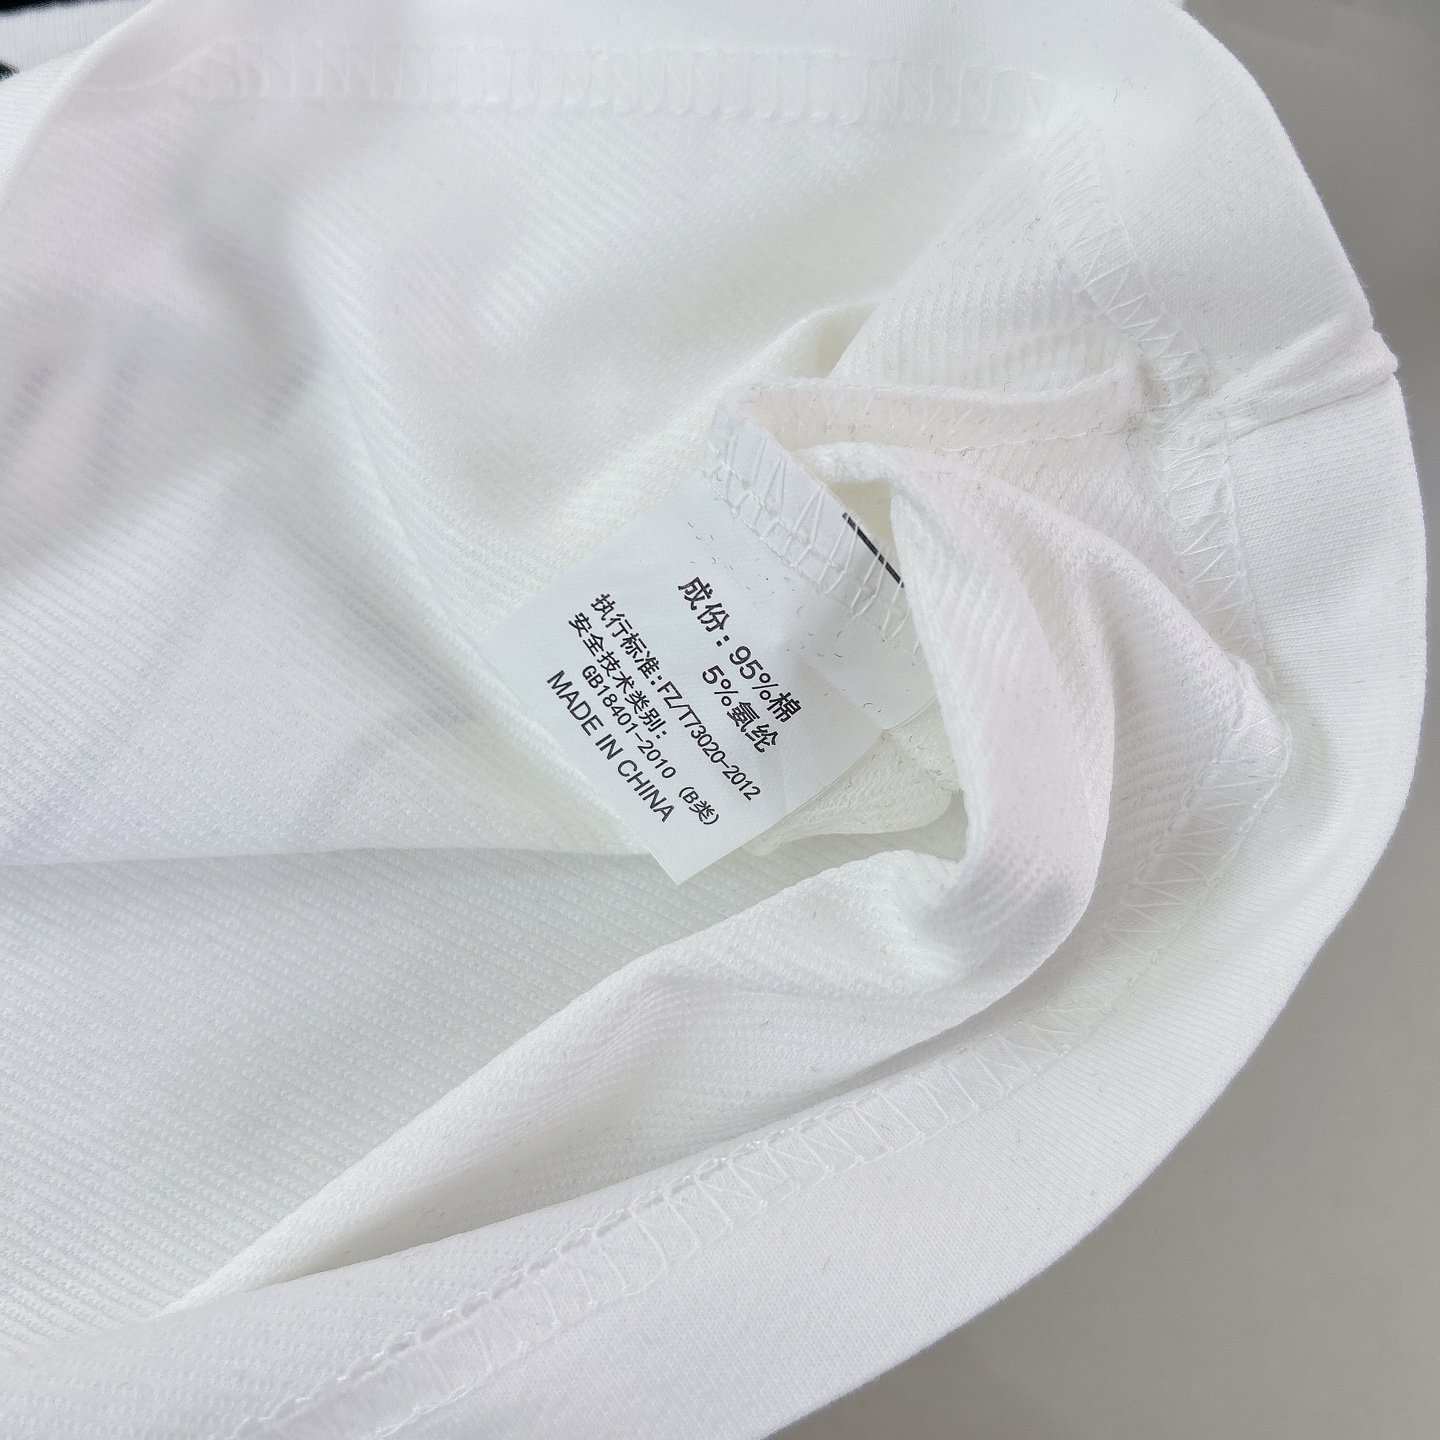 成份：95%棉
5%氨纶
执行标准:FZ/T73020-2012
安全技术类别:
GB18401-2010 (B类)
MADE IN CHINA